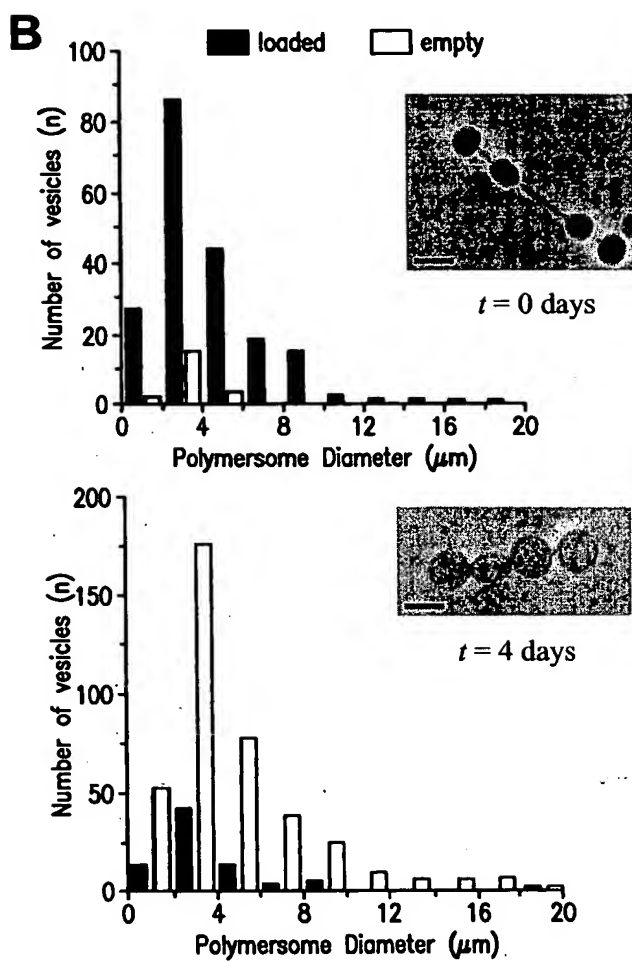 B
loaded empty
Number of vesicles (n)
100
80
60
40
20
0
0 4 8 12 16 20
Polymersome Diameter (μm)
t = 0 days
Number of vesicles (n)
200
150
100
50
0
0 4 8 12 16 20
Polymersome Diameter (μm)
t = 4 days